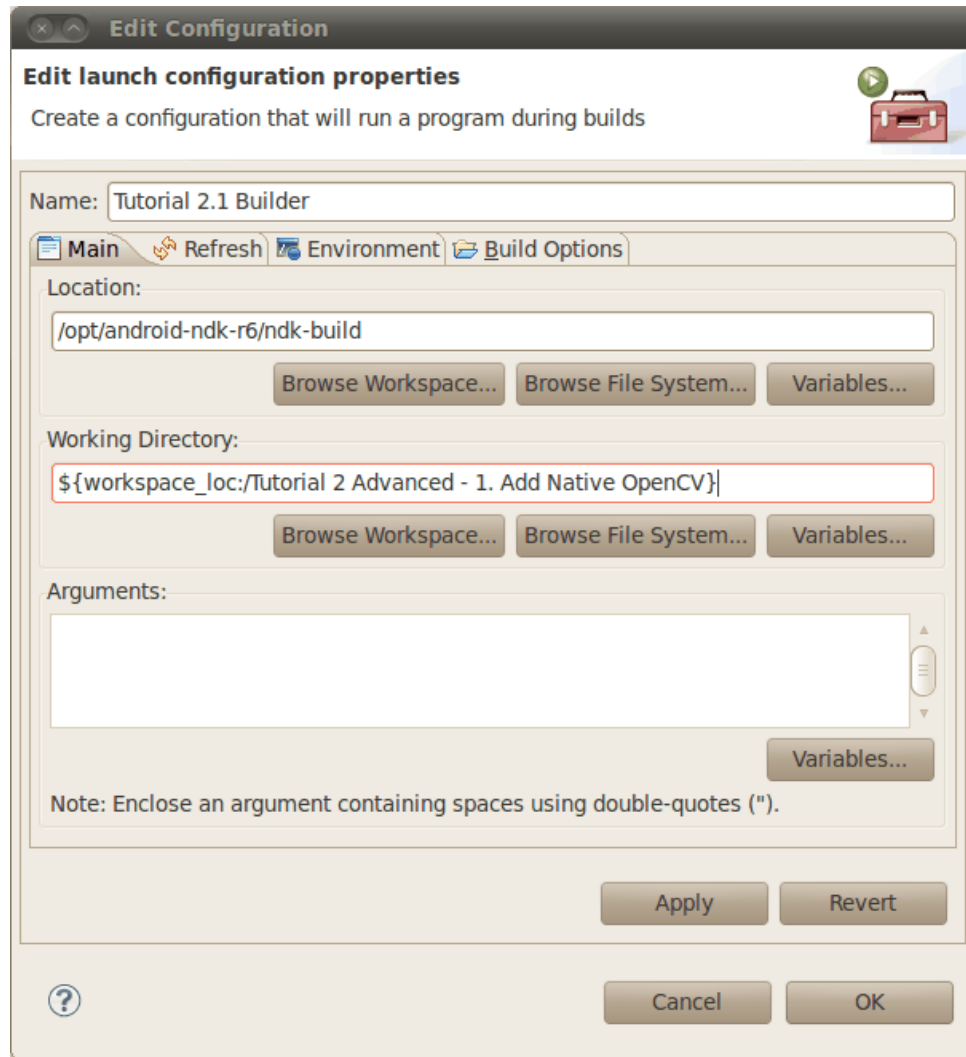 Edit Configuration
Edit launch configuration properties
Create a configuration that will run a program during builds
Name: Tutorial 2.1 Builder
Main Refresh Environment Build Options
Location:
/opt/android-ndk-r6/ndk-build
Browse Workspace... Browse File System... Variables...
Working Directory:
${workspace_loc:/Tutorial 2 Advanced - 1. Add Native OpenCV}
Browse Workspace... Browse File System... Variables...
Arguments:
Variables...
Note: Enclose an argument containing spaces using double-quotes (").
Apply Revert
Cancel OK